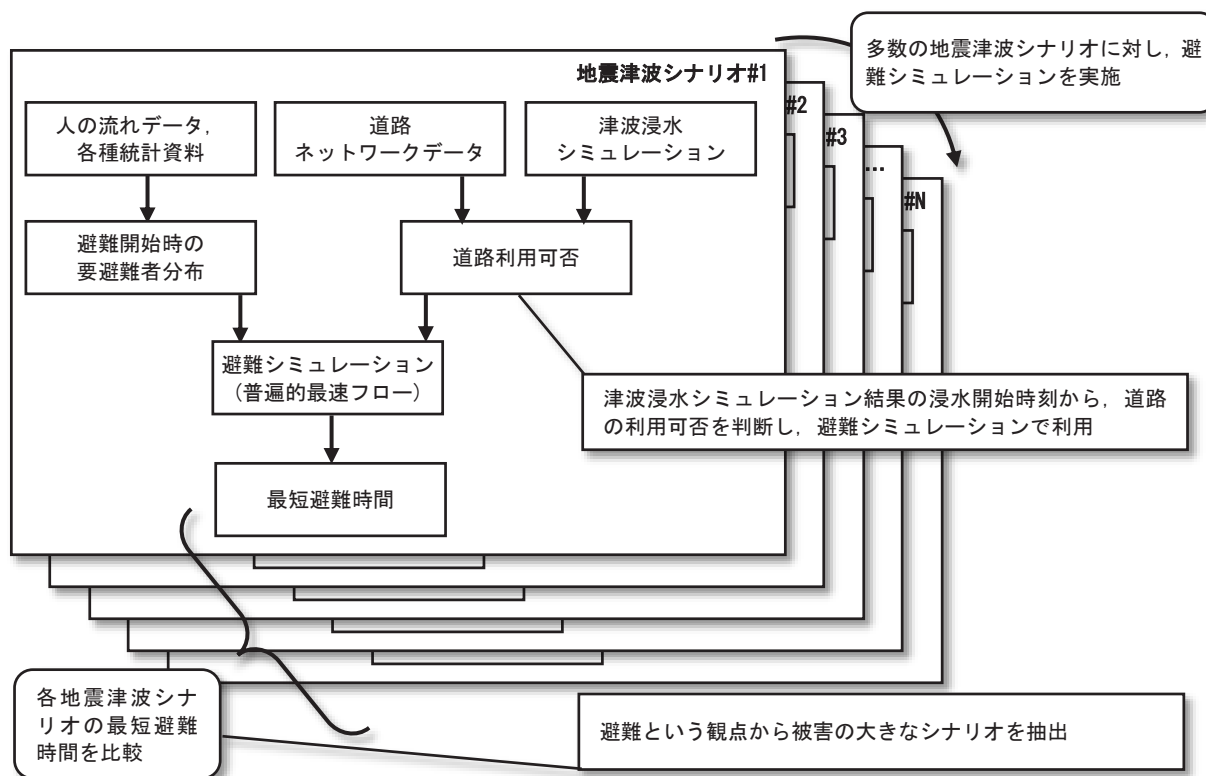 地震津波シナリオ#1
多数の地震津波シナリオに対し，避
難シミュレーションを実施
#2
#3
…
#N
人の流れデータ，
各種統計資料
道路
ネットワークデータ
津波浸水
シミュレーション
避難開始時の
要避難者分布
道路利用可否
避難シミュレーション
（普遍的最速フロー）
津波浸水シミュレーション結果の浸水開始時刻から，道路
の利用可否を判断し，避難シミュレーションで利用
最短避難時間
各地震津波シナ
リオの最短避難
時間を比較
避難という観点から被害の大きなシナリオを抽出